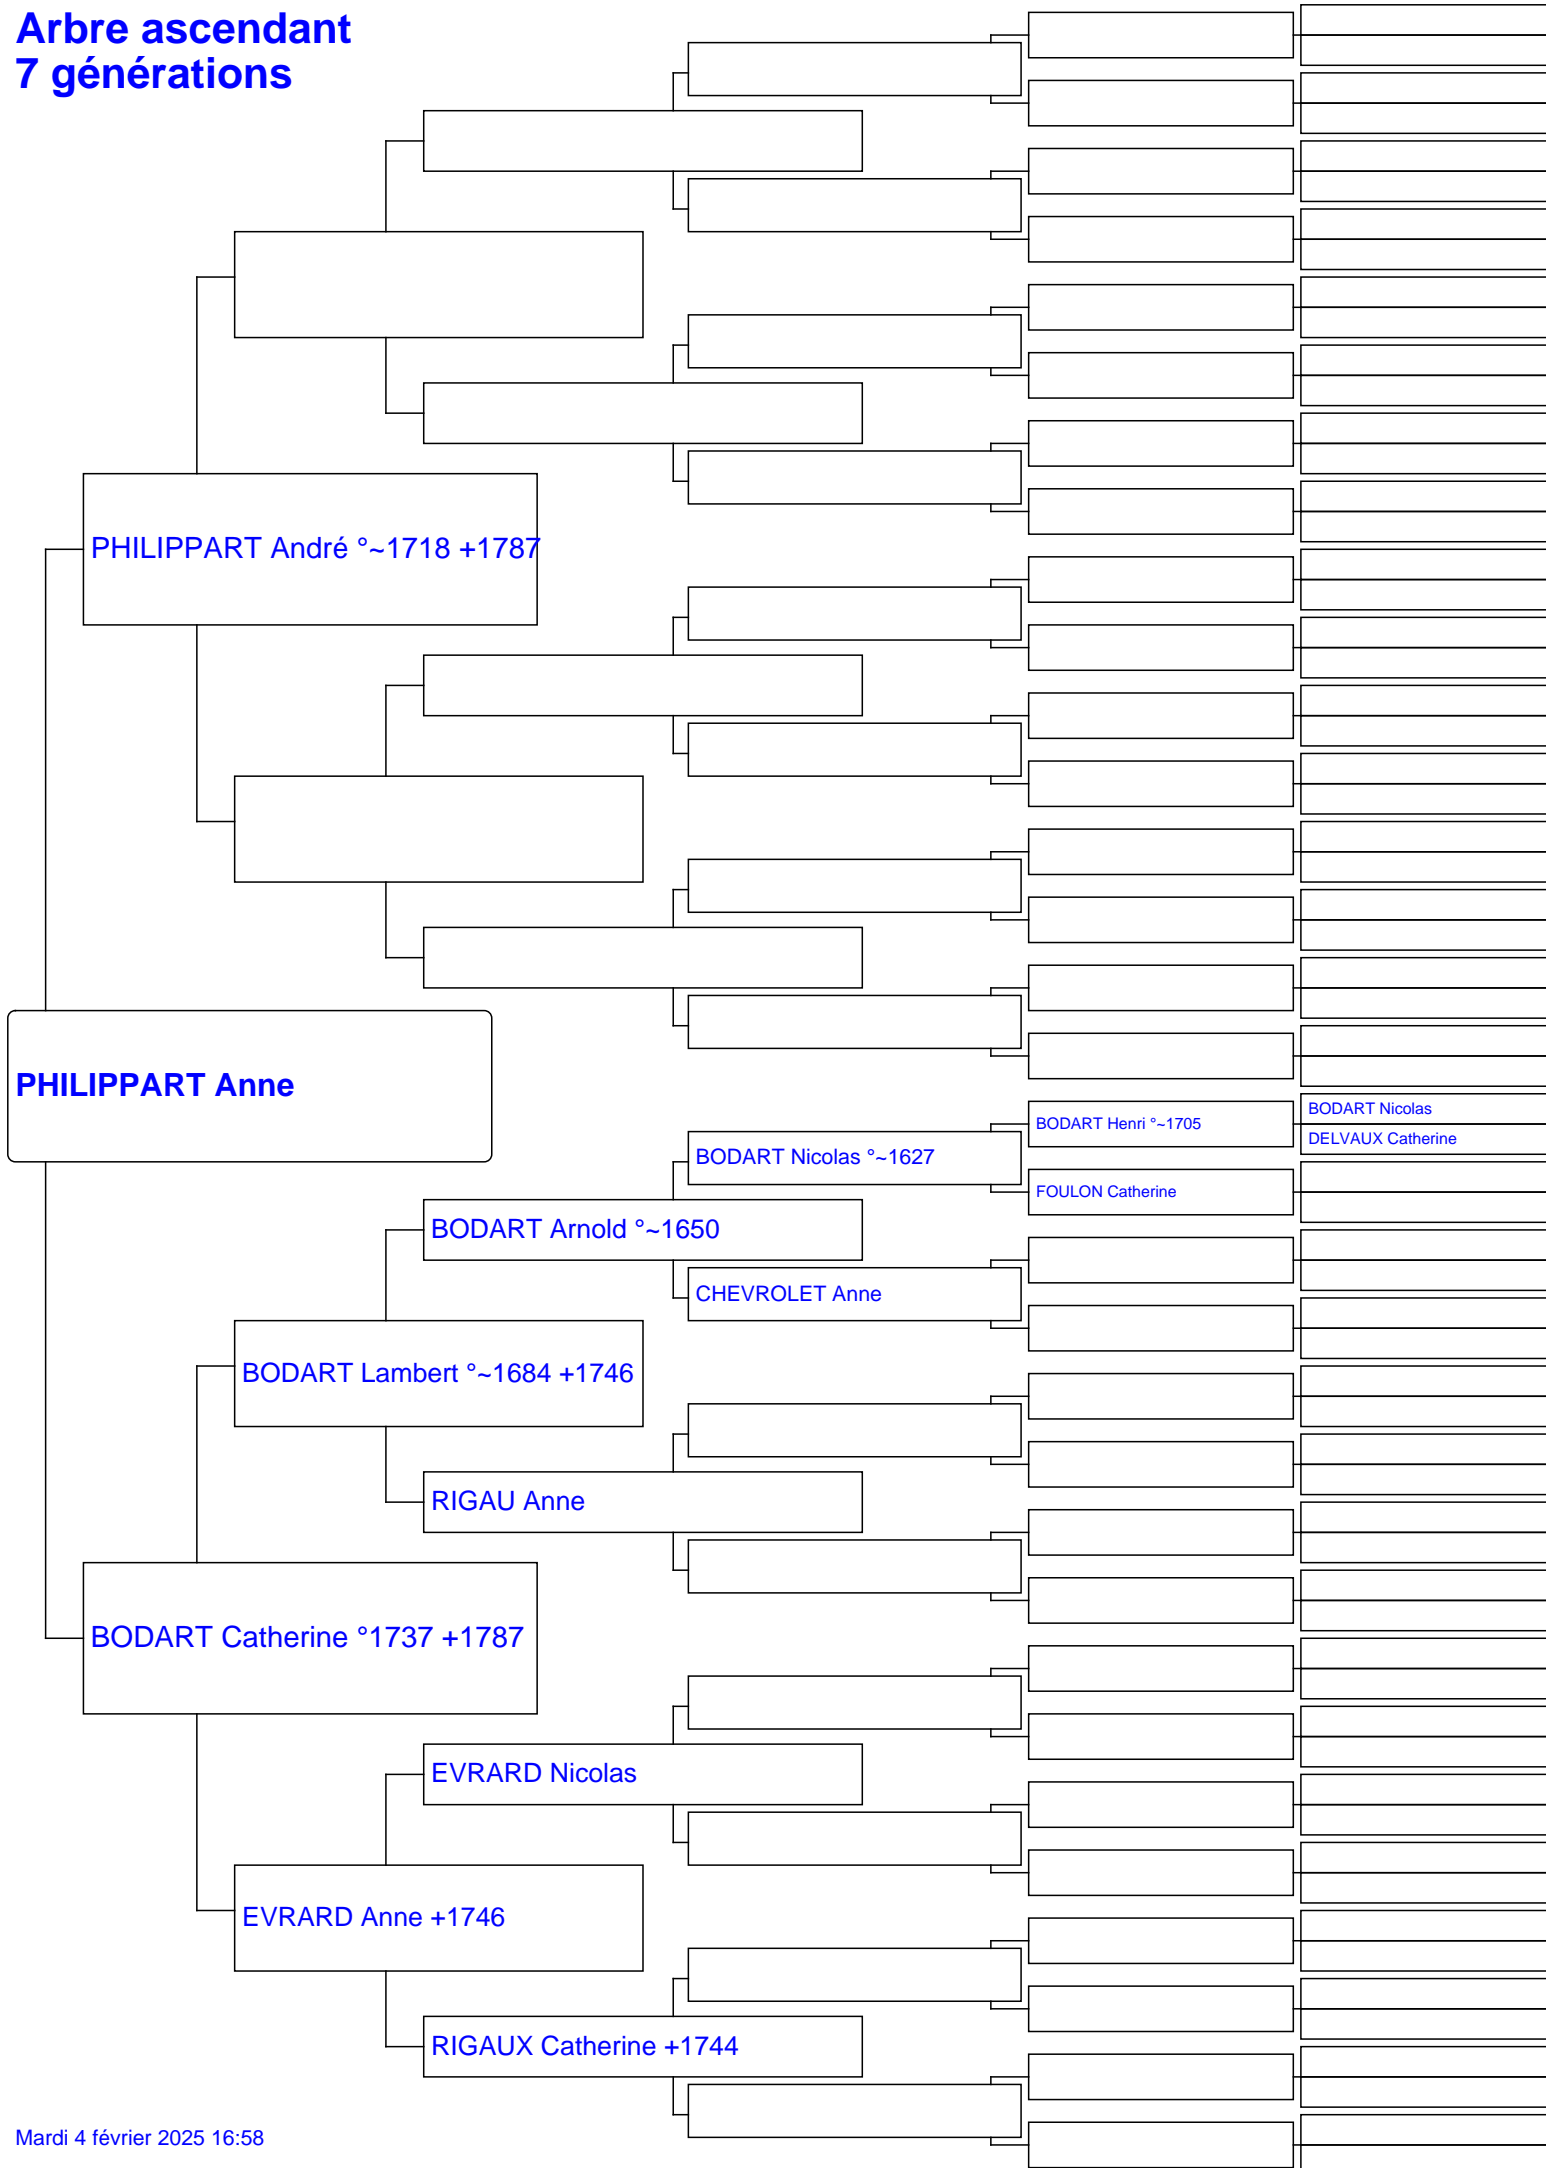 Arbre ascendant
7 générations
PHILIPPART André °~1718 +1787
PHILIPPART Anne
BODART Henri °~1705
BODART Nicolas
DELVAUX Catherine
BODART Nicolas °~1627
FOULON Catherine
BODART Arnold °~1650
CHEVROLET Anne
BODART Lambert °~1684 +1746
RIGAU Anne
BODART Catherine °1737 +1787
EVRARD Nicolas
EVRARD Anne +1746
RIGAUX Catherine +1744
Mardi 4 février 2025 16:58